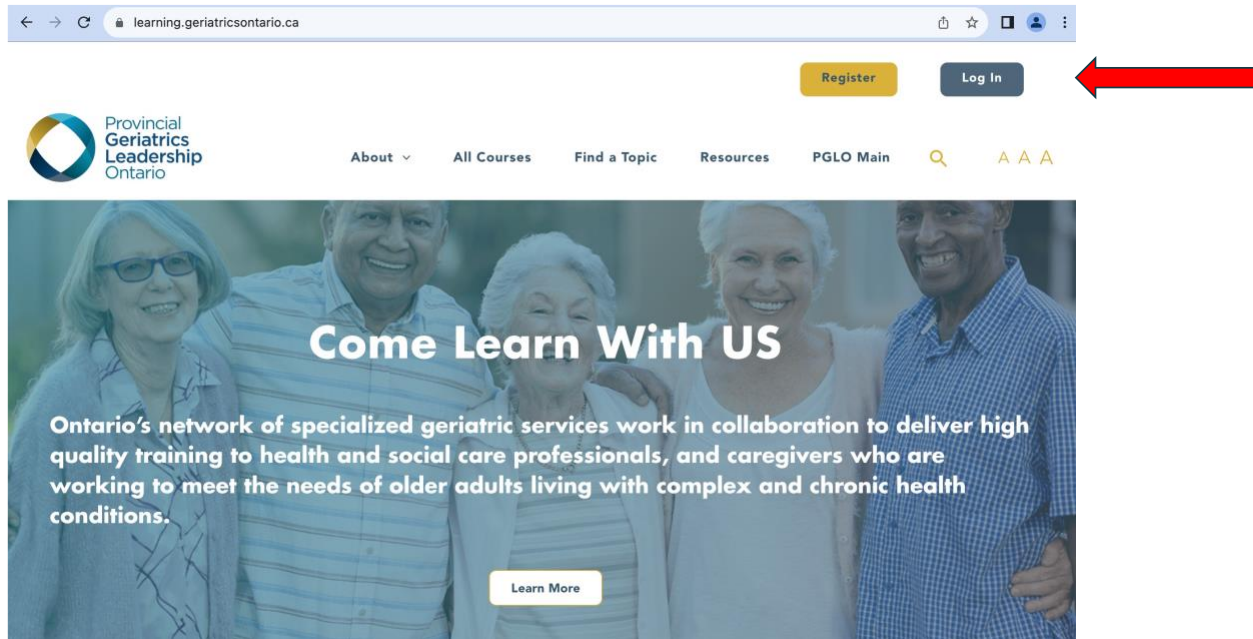 learning.geriatricsontario.ca
Register Log In
Provincial
Geriatrics
Leadership
Ontario
About All Courses Find a Topic Resources PGLO Main A A A
Come Learn With US
Ontario's network of specialized geriatric services work in collaboration to deliver high
quality training to health and social care professionals, and caregivers who are
working to meet the needs of older adults living with complex and chronic health
conditions.
Learn More